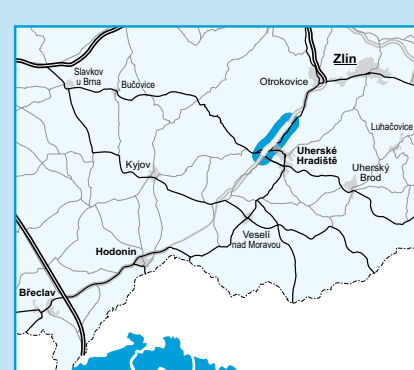 Zlín
Slavkov
u Brna
Bučovice
Otrokovice
Luhačovice
Uherské
Hradiště
Kyjov
Uherský
Brod
Veselí
nad Moravou
Hodonín
Břeclav